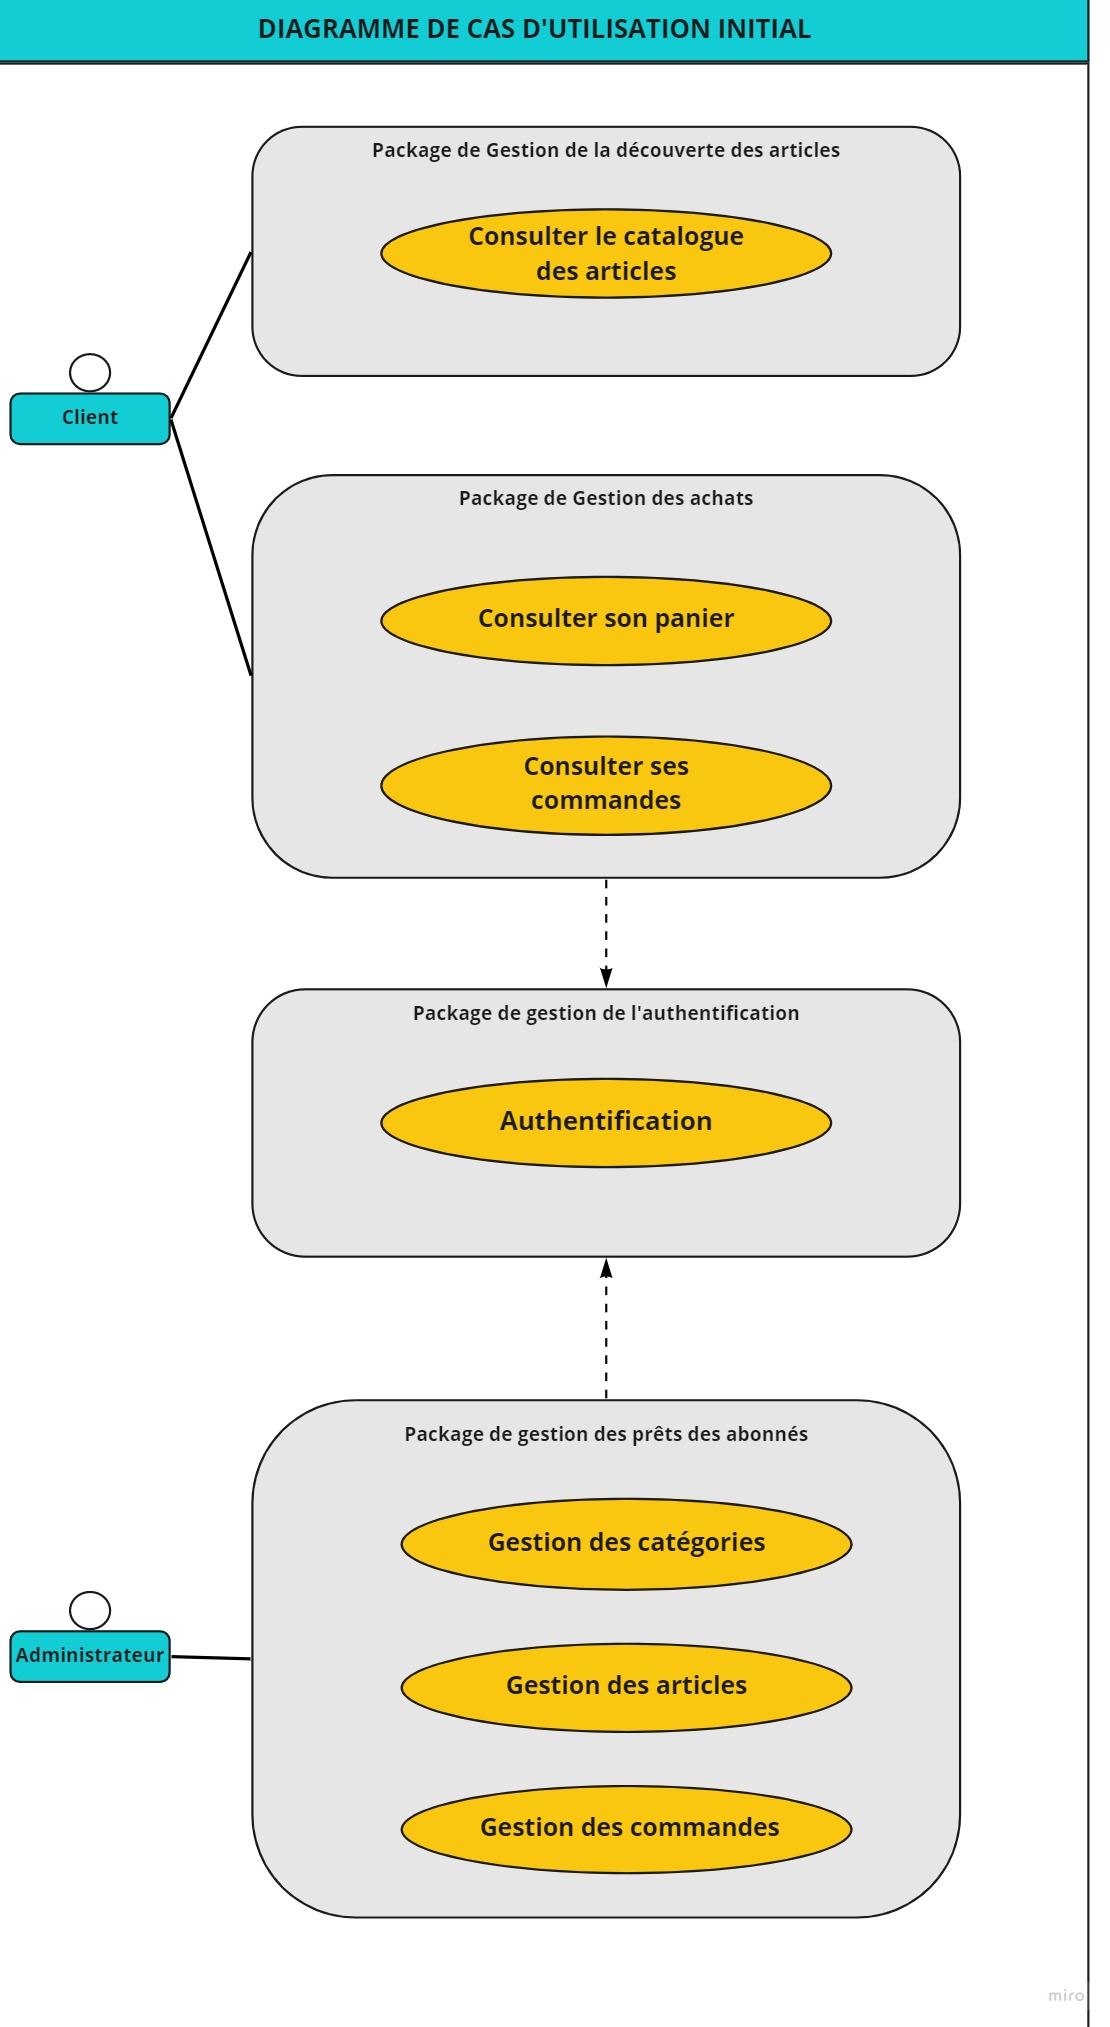 DIAGRAMME DE CAS D'UTILISATION INITIAL
Package de Gestion de la découverte des articles
Consulter le catalogue
des articles
Client
Package de Gestion des achats
Consulter son panier
Consulter ses
commandes
Package de gestion de l'authentification
Authentification
Package de gestion des prêts des abonnés
Gestion des catégories
Administrateur
Gestion des articles
Gestion des commandes
miro